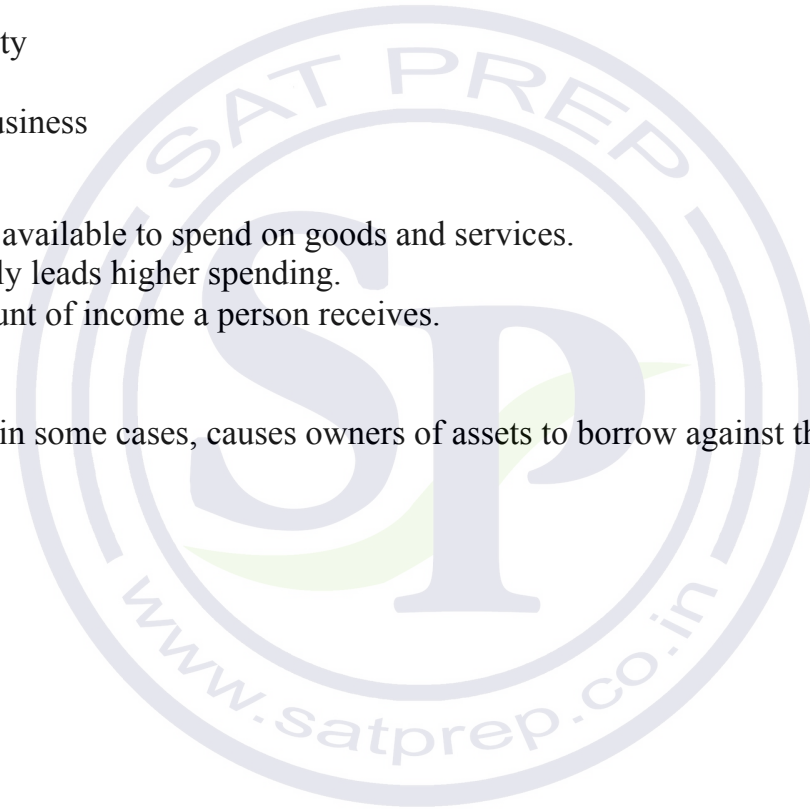 ty
usiness
available to spend on goods and services.
ly leads higher spending.
unt of income a person receives.
in some cases, causes owners of assets to borrow against th
SAT PREP
SP
www.satprep.co.in